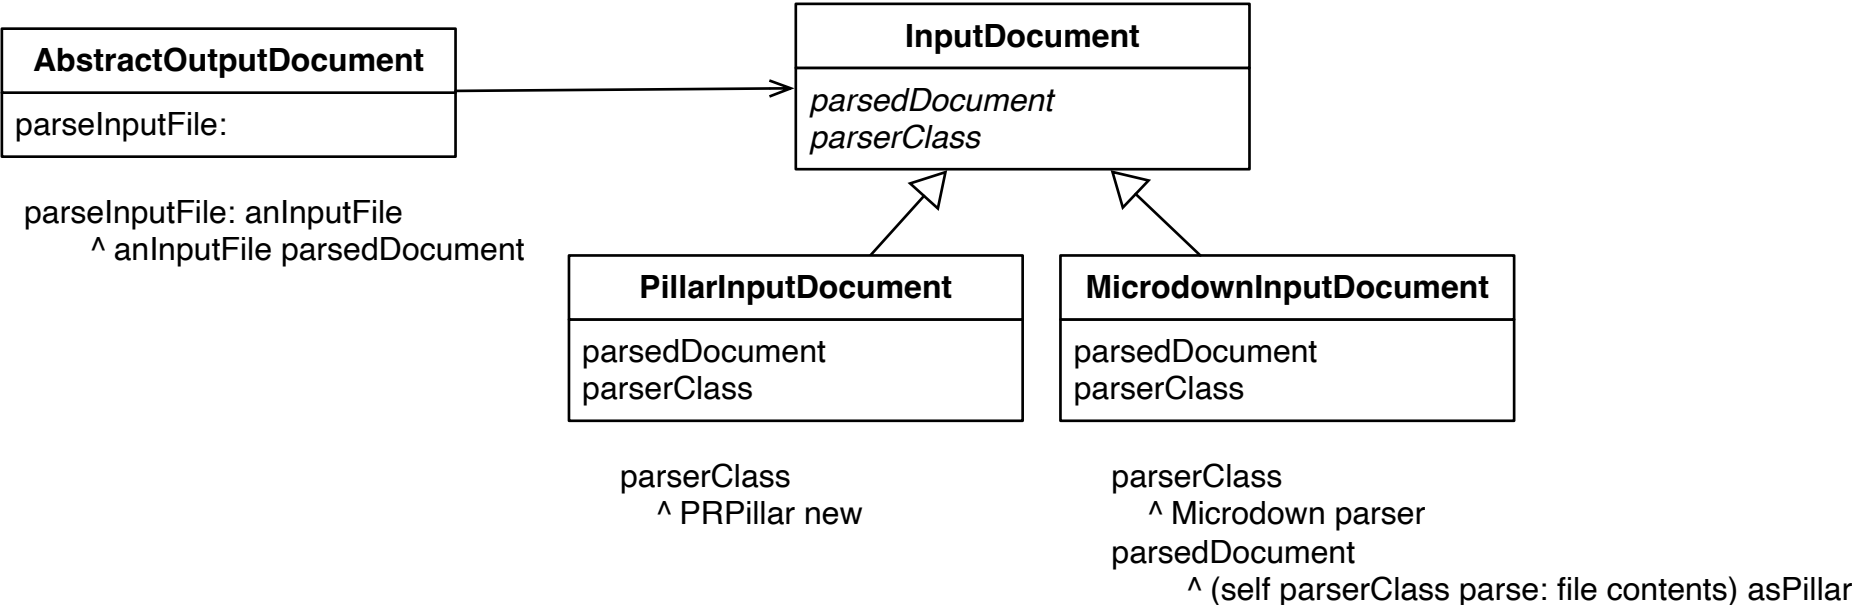 AbstractOutputDocument
parseInputFile:
parseInputFile: anInputFile
^ anInputFile parsedDocument
InputDocument
parsedDocument
parserClass
PillarInputDocument
parsedDocument
parserClass
parserClass
^ PRPillar new
MicrodownInputDocument
parsedDocument
parserClass
parserClass
^ Microdown parser
parsedDocument
^ (self parserClass parse: file contents) asPillar